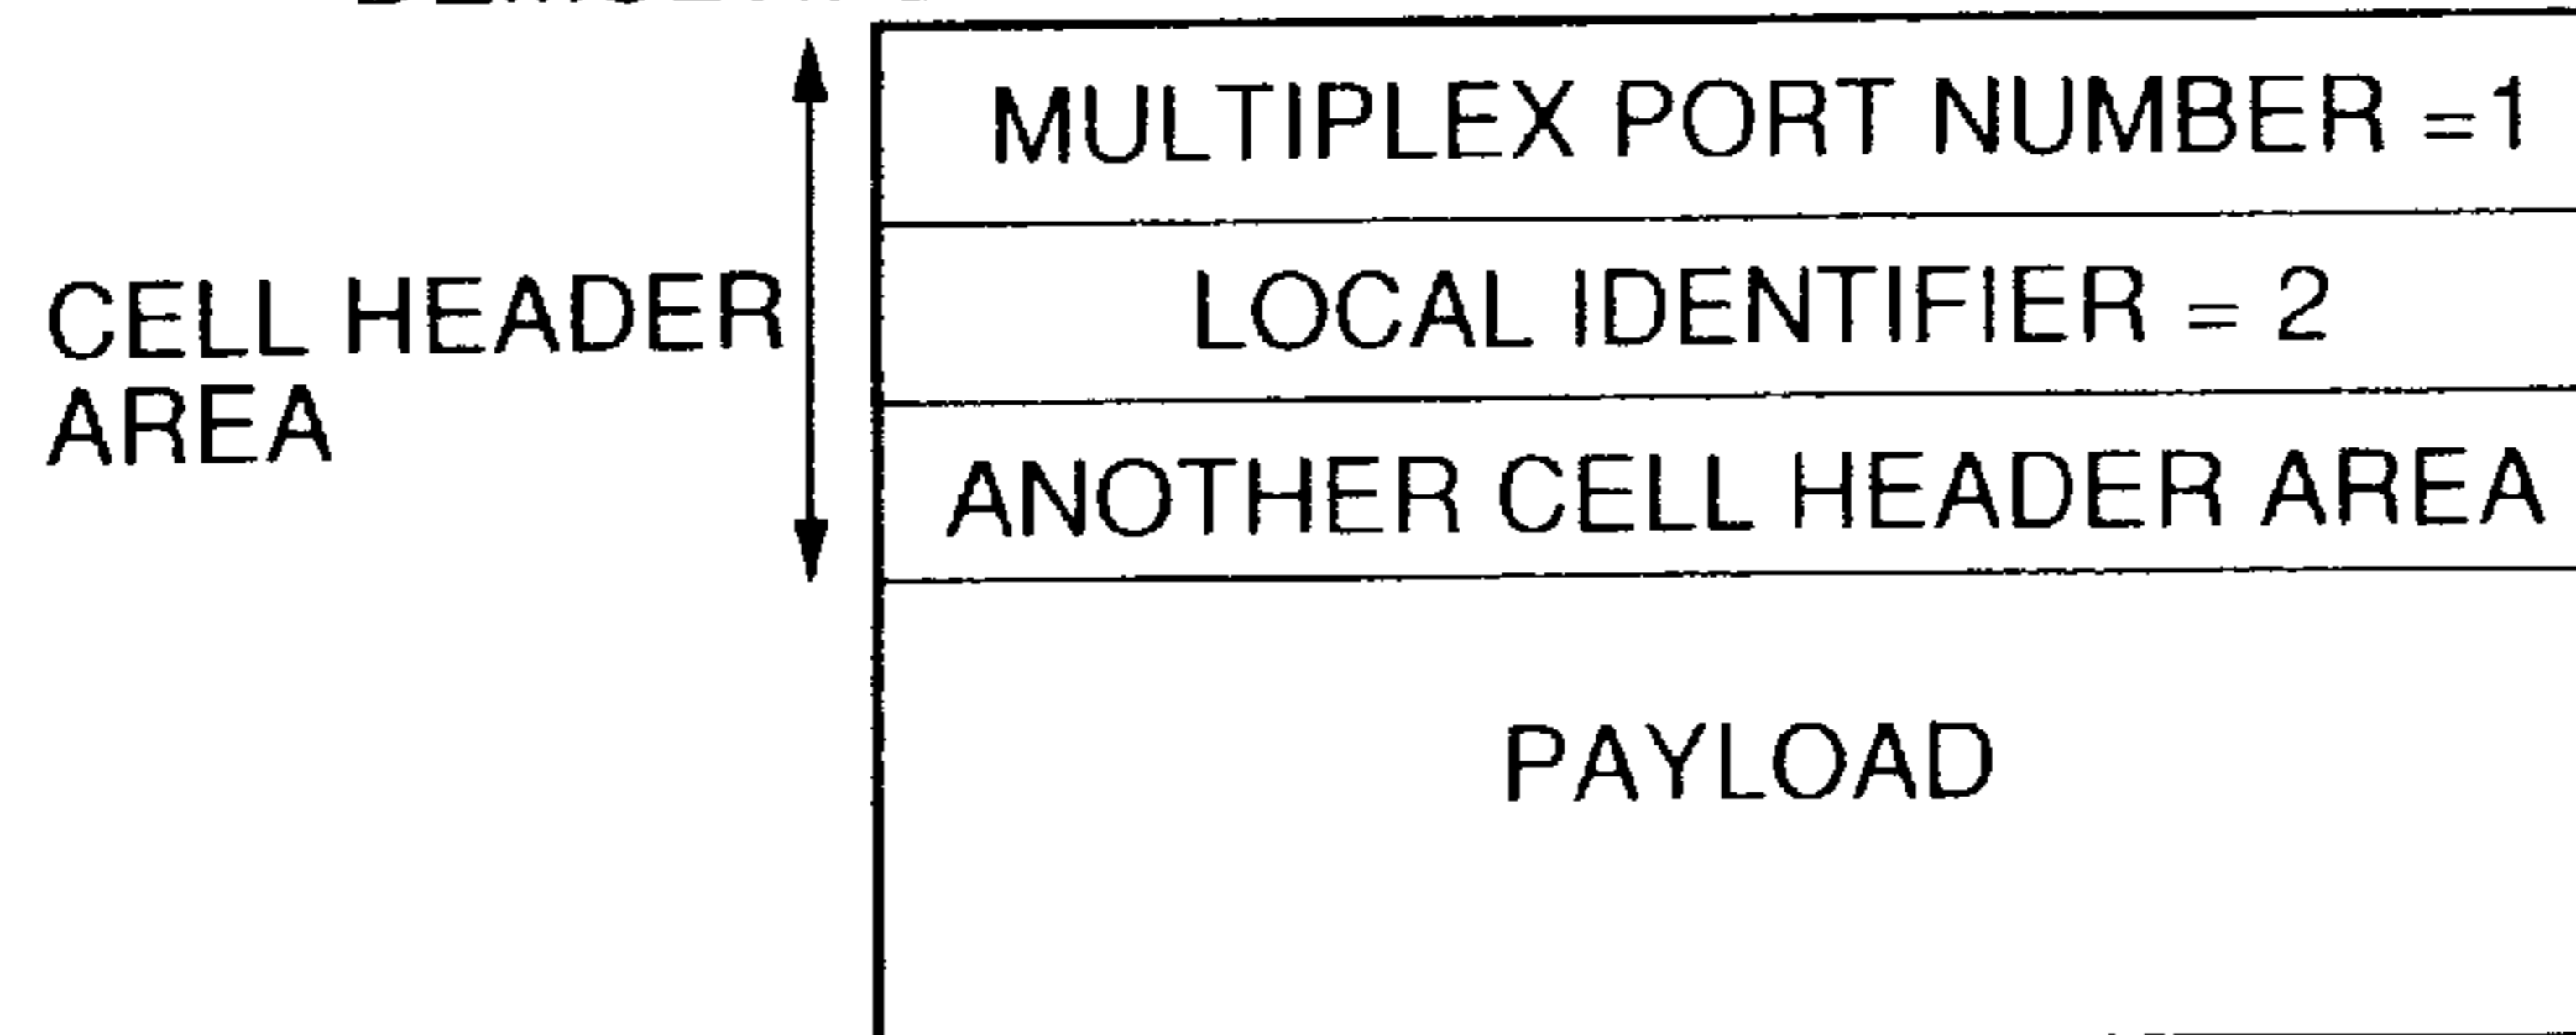 MULTIPLEX PORT NUMBER =1
CELL HEADER
AREA
LOCAL IDENTIFIER = 2
ANOTHER CELL HEADER AREA
PAYLOAD